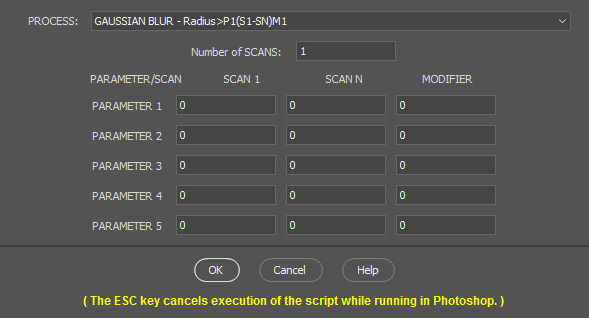 PROCESS: GAUSSIAN BLUR - Radius>P1(S1-SN)M1
Number of SCANS: 1
PARAMETER/SCAN SCAN 1 SCAN N MODIFIER
PARAMETER 1 0 0 0
PARAMETER 2 0 0 0
PARAMETER 3 0 0 0
PARAMETER 4 0 0 0
PARAMETER 5 0 0 0
OK Cancel Help
( The ESC key cancels execution of the script while running in Photoshop. )